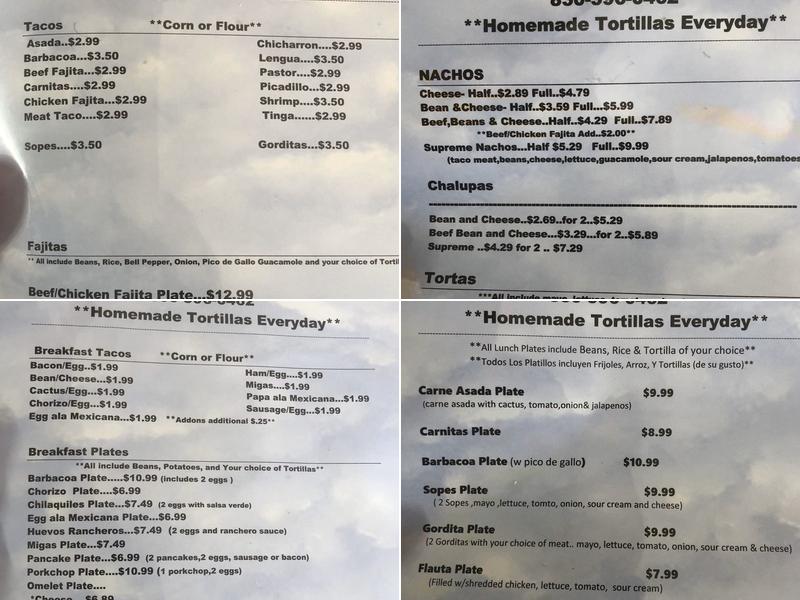 Tacos **Corn or Flour**
Asada..$2.99 Chicharron....$2.99
Barbacoa...$3.50 Lengua....$3.50
Beef Fajita...$2.99 Pastor....$2.99
Carnitas....$2.99 Picadillo...$2.99
Chicken Fajita...$2.99 Shrimp....$3.50
Meat Taco....$2.99 Tinga......$2.99
Sopes....$3.50 Gorditas...$3.50
Fajitas
** All include Beans, Rice, Bell Pepper, Onion, Pico de Gallo Guacamole and your choice of
Beef/Chicken Fajita Plate...$12.99
**Homemade Tortillas Everyday**
NACHOS
Cheese- Half..$2.89 Full..$4.79
Bean &Cheese- Half..$3.59 Full...$5.99
Beef,Beans & Cheese..Half..$4.29 Full..$7.89
**Beef/Chicken Fajita Add..$2.00**
Supreme Nachos...Half $5.29 Full..$9.99
(taco meat,beans,cheese,lettuce,guacamole,sour cream,jalapenos,tomatoes
Chalupas
Bean and Cheese..$2.69..for 2..$5.29
Beef Bean and Cheese...$3.29...for 2..$5.89
Supreme ..$4.29 for 2 .. $7.29
Tortas
**Homemade Tortillas Everyday**
Breakfast Tacos **Corn or Flour**
Bacon/Egg..$1.99 Ham/Egg....$1.99
Bean/Cheese...$1.99 Migas....$1.99
Cactus/Egg...$1.99 Papa ala Mexicana...$1.99
Chorizo/Egg..$1.99 Sausage/Egg...$1.99
Egg ala Mexicana...$1.99 **Addons additional $.25**
Breakfast Plates
**All include Beans, Potatoes, and Your choice of Tortillas**
Barbacoa Plate.....$10.99 (includes 2 eggs )
Chorizo Plate....$6.99
Chilaquiles Plate...$7.49 (2 eggs with salsa verde)
Egg ala Mexicana Plate...$6.99
Huevos Rancheros...$7.49 (2 eggs and ranchero sauce)
Migas Plate...$7.49
Pancake Plate...$6.99 (2 pancakes,2 eggs, sausage or bacon)
Porkchop Plate....$10.99 (1 porkchop,2 eggs)
Omelet Plate....
*Cheese....$6.89
**Homemade Tortillas Everyday**
**All Lunch Plates include Beans, Rice & Tortilla of your choice**
**Todos Los Platillos incluyen Frijoles, Arroz, Y Tortillas (de su gusto)**
Carne Asada Plate $9.99
(carne asada with cactus, tomato,onion& jalapenos)
Carnitas Plate $8.99
Barbacoa Plate (w pico de gallo) $10.99
Sopes Plate $9.99
( 2 Sopes ,mayo ,lettuce, tomto, onion, sour cream and cheese)
Gordita Plate $9.99
(2 Gorditas with your choice of meat.. mayo, lettuce, tomato, onion, sour cream & cheese)
Flauta Plate $7.99
(Filled w/shredded chicken, lettuce, tomato, sour cream)